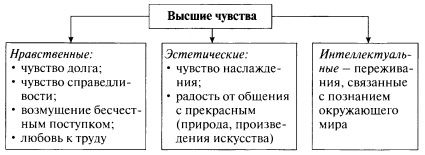 Высшие чувства
Нравственные:
• чувство долга;
• чувство справедли-
вости;
• возмущение бесчест-
ным поступком;
• любовь к труду
Эстетические:
• чувство наслажде-
ния;
• радость от общения
с прекрасным
(природа, произве-
дения искусства)
Интеллектуаль-
ные – пережива-
ния, связанные
с познанием
окружающего
мира